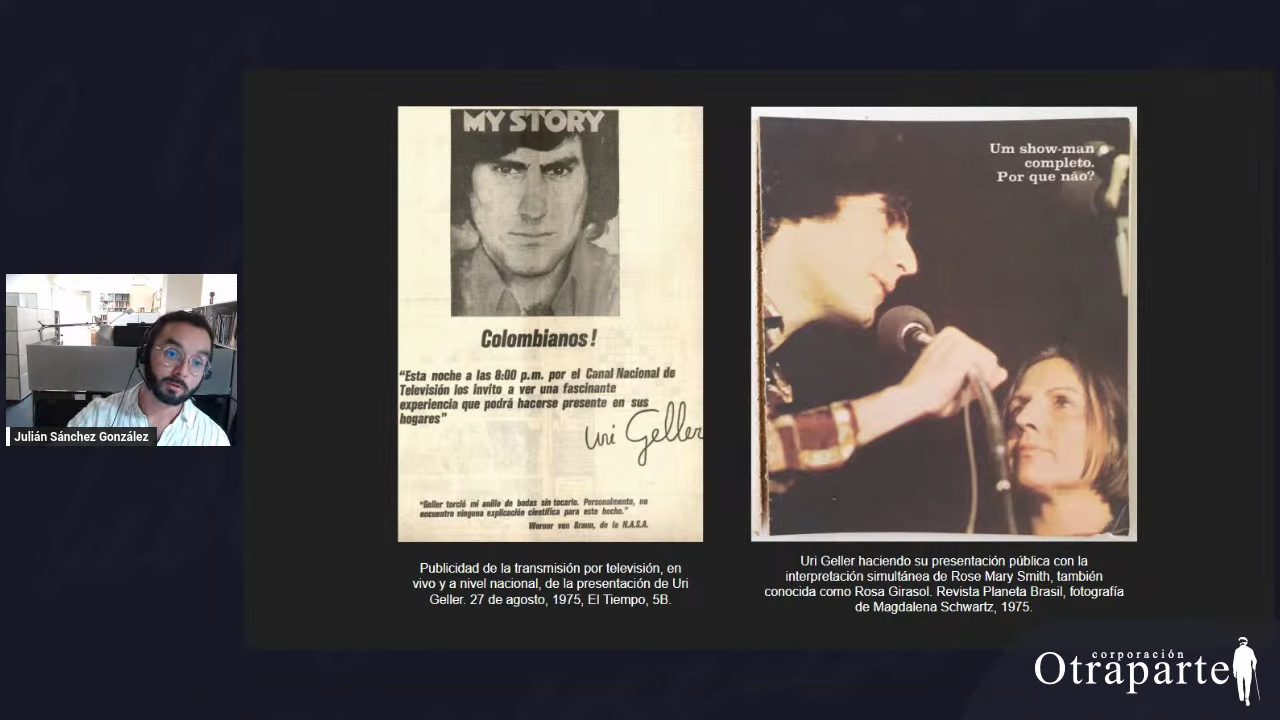 MY STORY
Colombianos!
"Esta noche a las 8:00 p.m. por el Canal Nacional de
Televisión los invito a ver una fascinante
experiencia que podrá hacerse presente en sus
hogares"
Uri Geller
"Geller torció mi anillo de bodas sin tocarlo. Personalmente, no
encuentro ninguna explicación científica para este hecho."
Werner von Braun, de la N.A.S.A.
Publicidad de la transmisión por televisión, en
vivo y a nivel nacional, de la presentación de Uri
Geller. 27 de agosto, 1975, El Tiempo, 5B.
Um show-man
completo.
Por que não?
Uri Geller haciendo su presentación pública con la
interpretación simultánea de Rose Mary Smith, también
conocida como Rosa Girasol. Revista Planeta Brasil, fotografía
de Magdalena Schwartz, 1975.
Julián Sánchez González
corporación
Otraparte